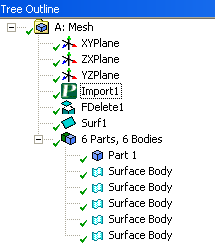 Tree Outline
A: Mesh
XYPlane
ZXPlane
YZPlane
Import1
FDelete1
Surf1
6 Parts, 6 Bodies
Part 1
Surface Body
Surface Body
Surface Body
Surface Body
Surface Body